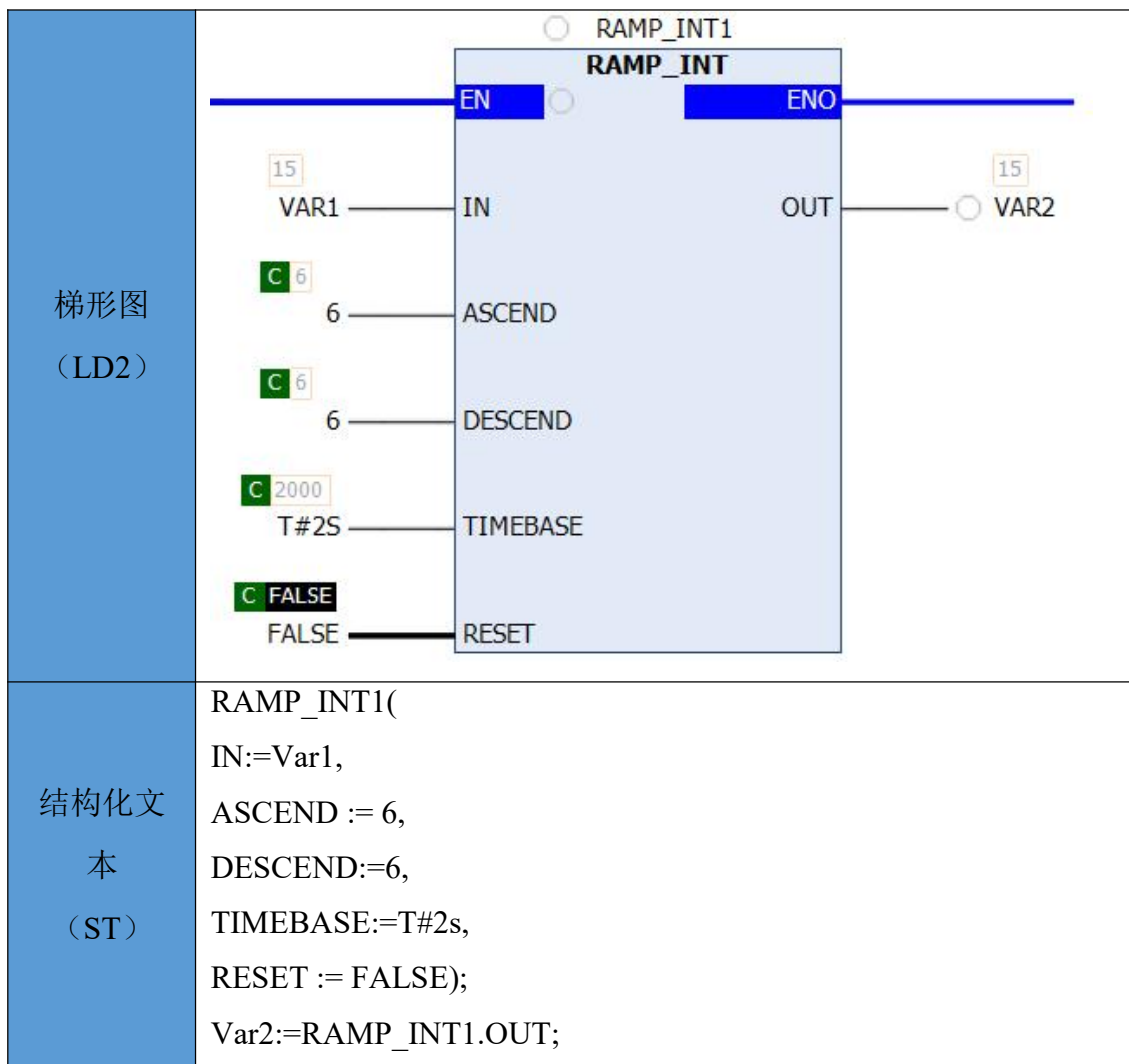 RAMP_INT1
RAMP_INT
EN ENO
15 15
VAR1 IN OUT VAR2
C 6
6 ASCEND
C 6
6 DESCEND
C 2000
T#2S TIMEBASE
C FALSE
FALSE RESET
梯形图
（LD2）
RAMP_INT1(
IN:=Var1,
ASCEND := 6,
DESCEND:=6,
TIMEBASE:=T#2s,
RESET := FALSE);
Var2:=RAMP_INT1.OUT;
结构化文
本
（ST）